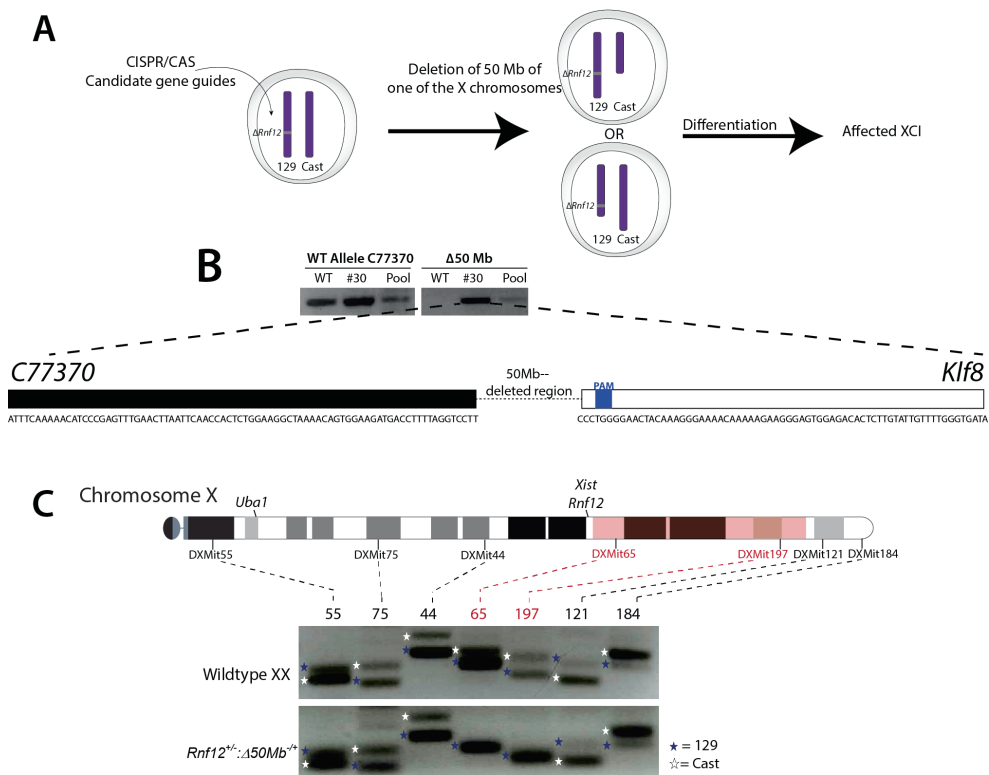 A
CISPR/CAS
Candidate gene guides
ΔRnf12
129 Cast
Deletion of 50 Mb of
one of the X chromosomes
ΔRnf12
129 Cast
OR
ΔRnf12
129 Cast
Differentiation
Affected XCI
B
WT Allele C77370 Δ50 Mb
WT #30 Pool WT #30 Pool
C77370 50Mb-- Klf8
deleted region
PAM
ATTTCAAAAACATCCCGAGTTTGAACTTAATTCAACCACTCTGGAAGGCTAAAACAGTGGAAGATGACCTTTTAGGTCCTT CCCTGGGGAACTACAAAGGGAAAACAAAAAGAAGGGAGTGGAGACACTCTTGTATTGTTTTGGGTGATA
C
Chromosome X
Uba1
Xist
Rnf12
DXMit55 DXMit75 DXMit44 DXMit65 DXMit197 DXMit121 DXMit184
55 75 44 65 197 121 184
Wildtype XX
Rnf12+/-:Δ50Mb-/+
★ = 129
☆= Cast